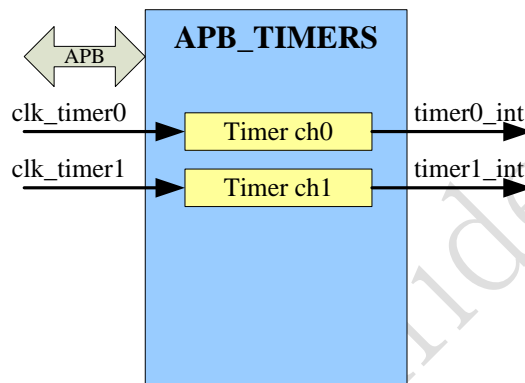 APB_TIMERS
APB
clk_timer0
Timer ch0
timer0_int
clk_timer1
Timer ch1
timer1_int